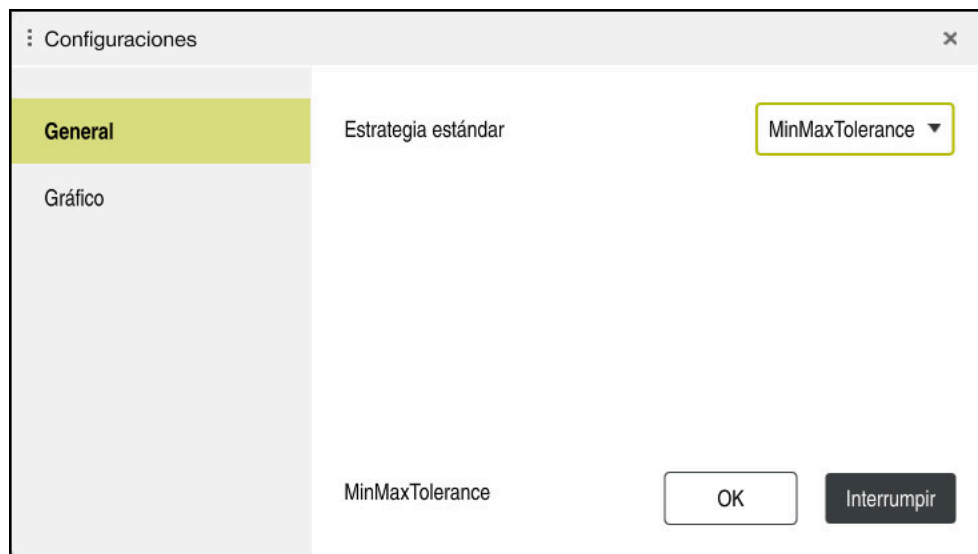 Configuraciones
General
Estrategia estándar
MinMaxTolerance
Gráfico
MinMaxTolerance
OK
Interrumpir